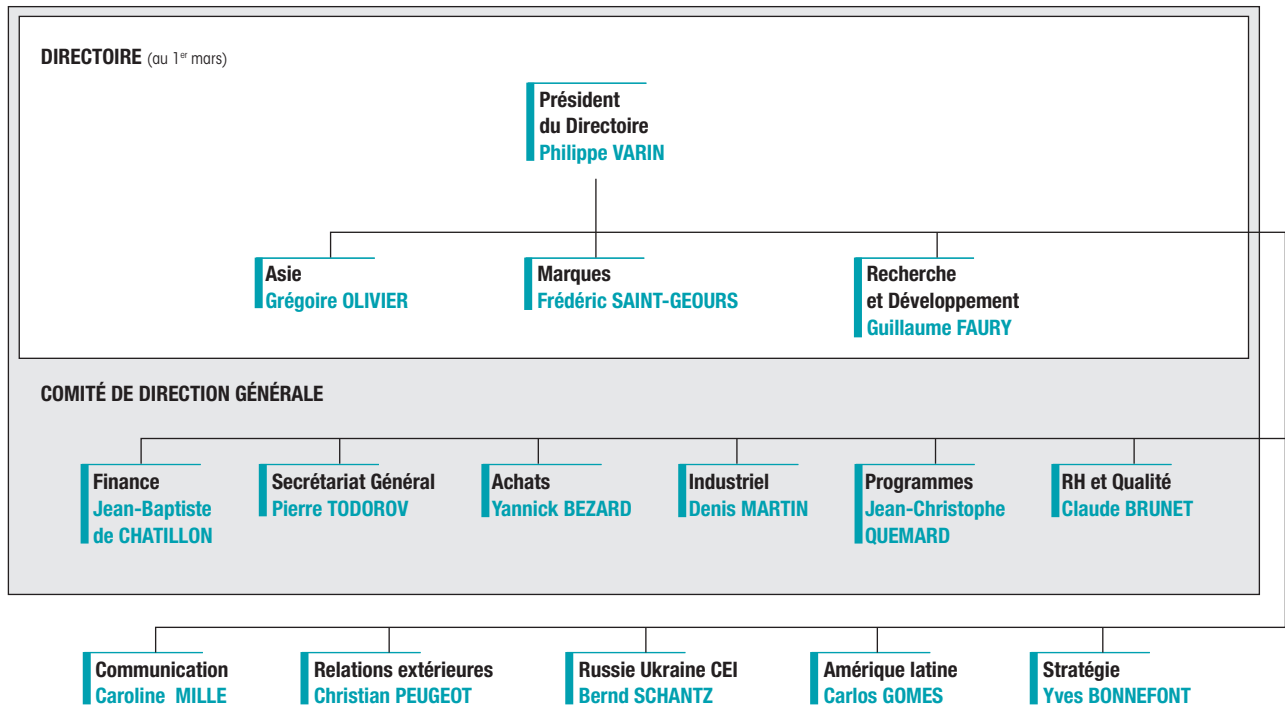 DIRECTOIRE (au 1er mars)
Président
du Directoire
Philippe VARIN
Asie
Grégoire OLIVIER
Marques
Frédéric SAINT-GEOURS
Recherche
et Développement
Guillaume FAURY
COMITÉ DE DIRECTION GÉNÉRALE
Finance
Jean-Baptiste
de CHATILLON
Secrétariat Général
Pierre TODOROV
Achats
Yannick BEZARD
Industriel
Denis MARTIN
Programmes
Jean-Christophe
QUEMARD
RH et Qualité
Claude BRUNET
Communication
Caroline MILLE
Relations extérieures
Christian PEUGEOT
Russie Ukraine CEI
Bernd SCHANTZ
Amérique latine
Carlos GOMES
Stratégie
Yves BONNEFONT